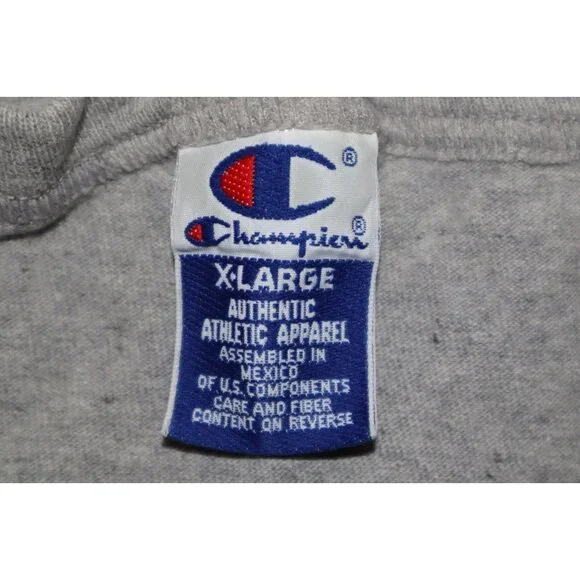 C®
Champion®
X-LARGE
AUTHENTIC
ATHLETIC APPAREL
ASSEMBLED IN
MEXICO
OF U.S. COMPONENTS
CARE AND FIBER
CONTENT ON REVERSE